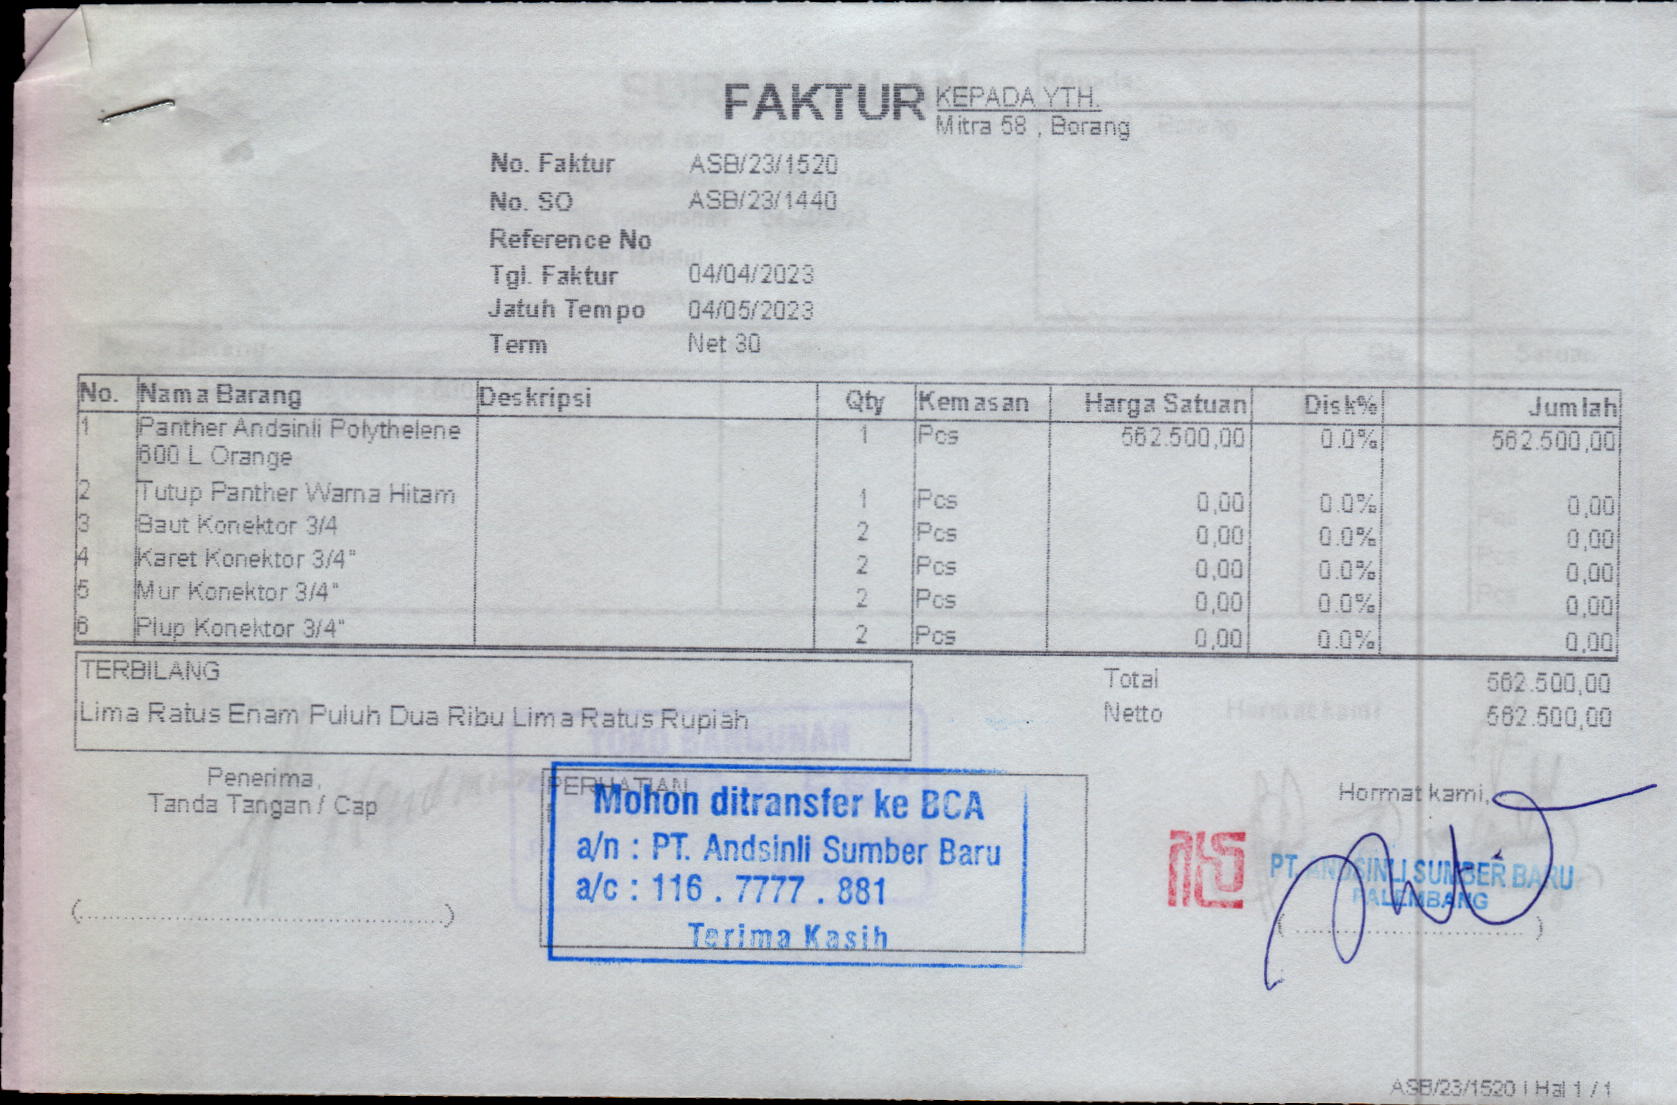 FAKTUR
KEPADA YTH.
Mitra 58 , Borang
No. Faktur ASB/23/1520
No. SO ASB/23/1440
Reference No
Tgl. Faktur 04/04/2023
Jatuh Tempo 04/05/2023
Term Net 30
No. Nama Barang Deskripsi Qty Kemasan Harga Satuan Disk% Jumlah
1 Panther Andsinli Polythelene 1 Pcs 562.500,00 0.0% 562.500,00
600 L Orange
2 Tutup Panther Warna Hitam 1 Pcs 0,00 0.0% 0,00
3 Baut Konektor 3/4 2 Pcs 0,00 0.0% 0,00
4 Karet Konektor 3/4" 2 Pcs 0,00 0.0% 0,00
5 Mur Konektor 3/4" 2 Pcs 0,00 0.0% 0,00
6 Plup Konektor 3/4" 2 Pcs 0,00 0.0% 0,00
TERBILANG
Lima Ratus Enam Puluh Dua Ribu Lima Ratus Rupiah
Total 562.500,00
Netto 562.500,00
Penerima,
Tanda Tangan / Cap
PERHATIAN
Mohon ditransfer ke BCA
a/n : PT. Andsinli Sumber Baru
a/c : 116 . 7777 . 881
Terima Kasih
Hormat kami,
PT. ANDSINLI SUMBER BARU
PALEMBANG
ASB/23/1520 | Hal 1 / 1